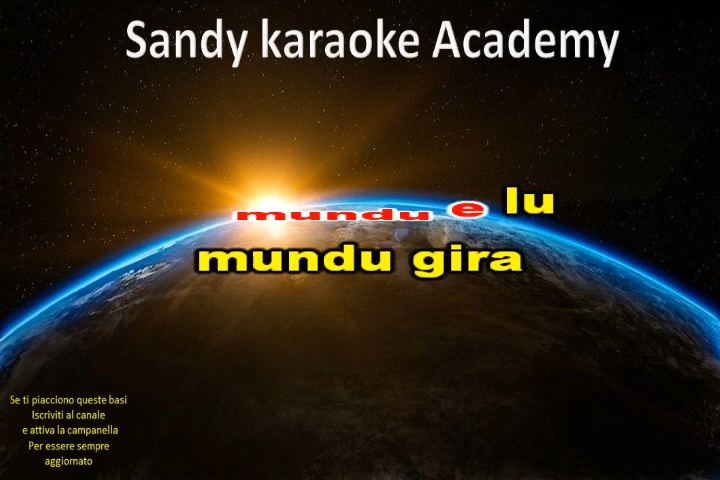 Sandy karaoke Academy
mundu e lu
mundu gira
Se ti piacciono queste basi
Iscriviti al canale
e attiva la campanella
Per essere sempre
aggiornato